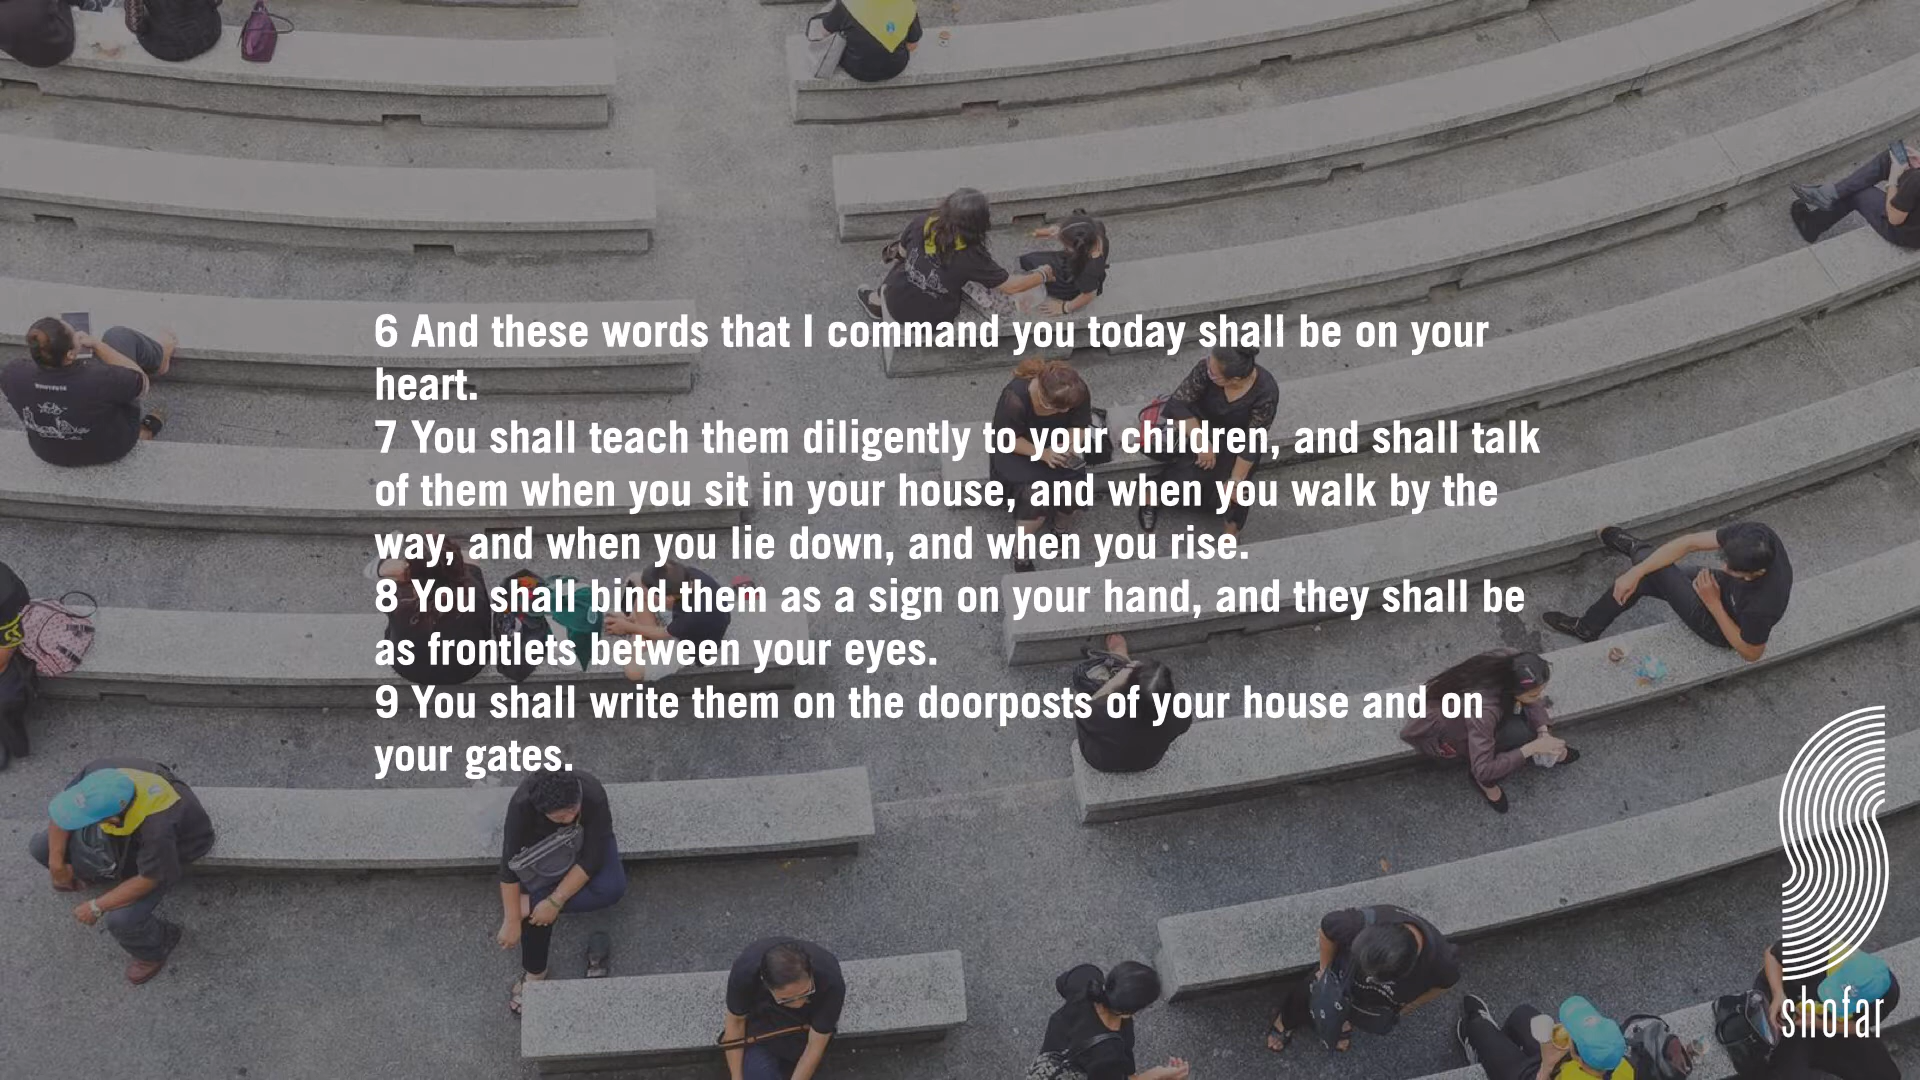 6 And these words that I command you today shall be on your
heart.
7 You shall teach them diligently to your children, and shall talk
of them when you sit in your house, and when you walk by the
way, and when you lie down, and when you rise.
8 You shall bind them as a sign on your hand, and they shall be
as frontlets between your eyes.
9 You shall write them on the doorposts of your house and on
your gates.
shofar